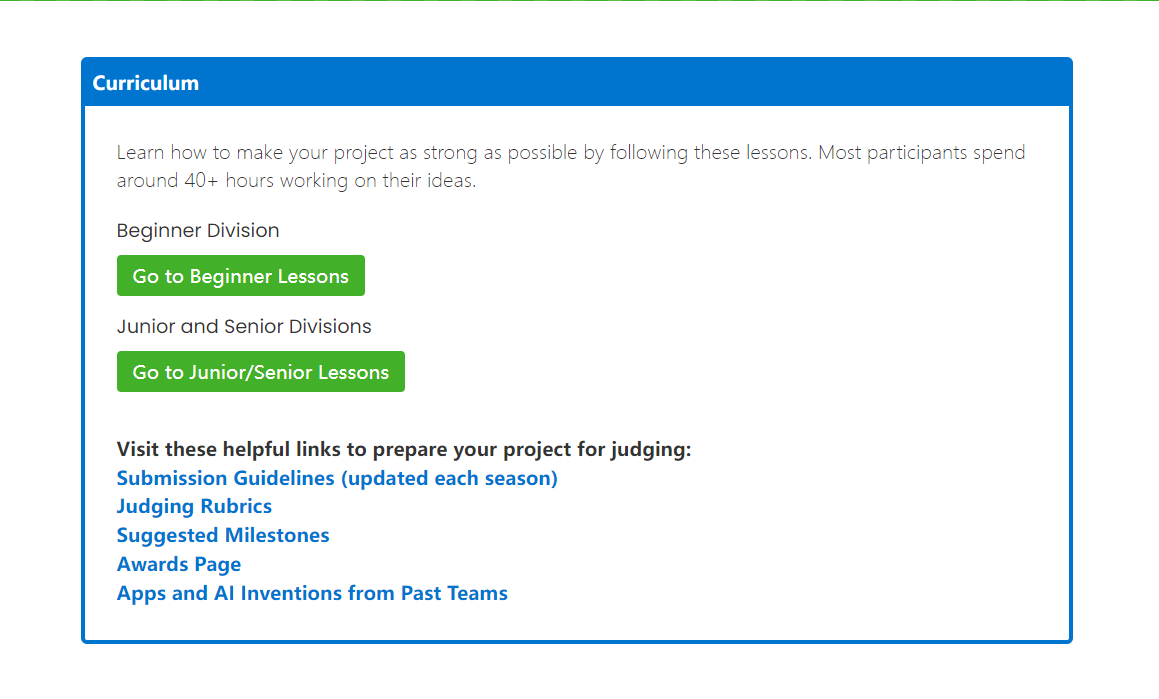 Curriculum
Learn how to make your project as strong as possible by following these lessons. Most participants spend
around 40+ hours working on their ideas.
Beginner Division
Go to Beginner Lessons
Junior and Senior Divisions
Go to Junior/Senior Lessons
Visit these helpful links to prepare your project for judging:
Submission Guidelines (updated each season)
Judging Rubrics
Suggested Milestones
Awards Page
Apps and AI Inventions from Past Teams